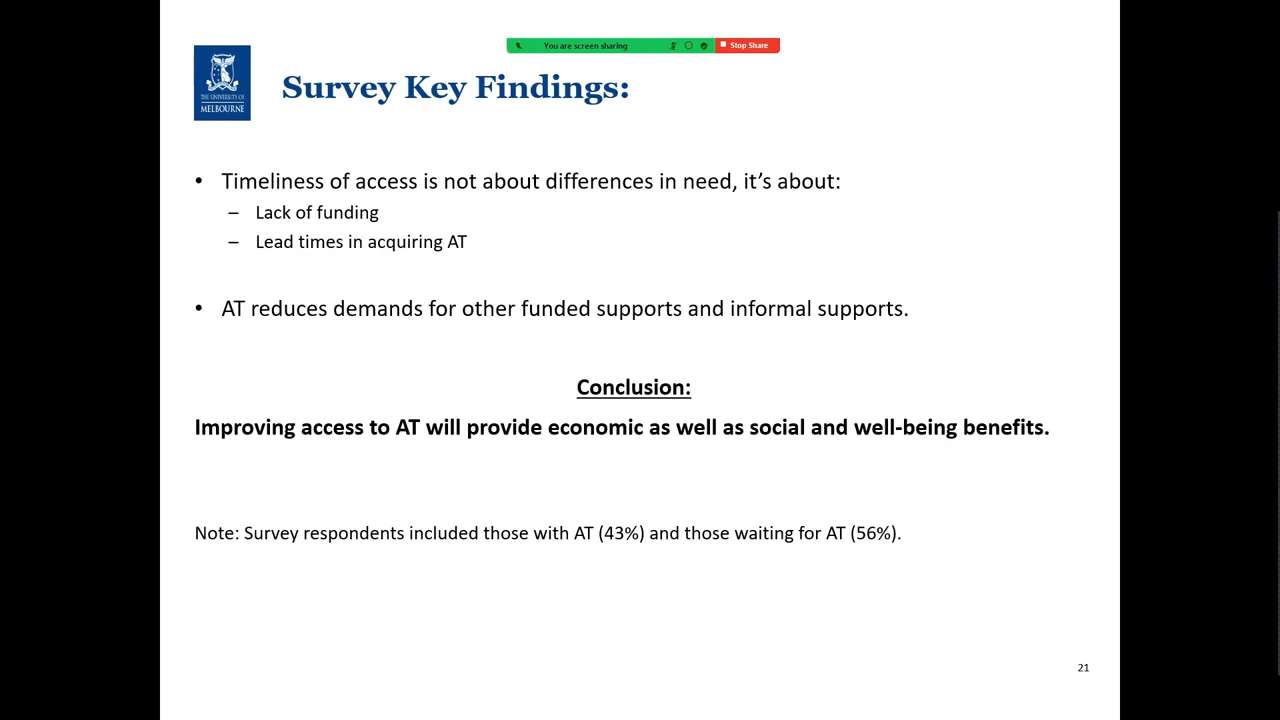 You are screen sharing
Stop Share
THE UNIVERSITY OF
MELBOURNE
Survey Key Findings:
• Timeliness of access is not about differences in need, it’s about:
– Lack of funding
– Lead times in acquiring AT
• AT reduces demands for other funded supports and informal supports.
Conclusion:
Improving access to AT will provide economic as well as social and well-being benefits.
Note: Survey respondents included those with AT (43%) and those waiting for AT (56%).
21